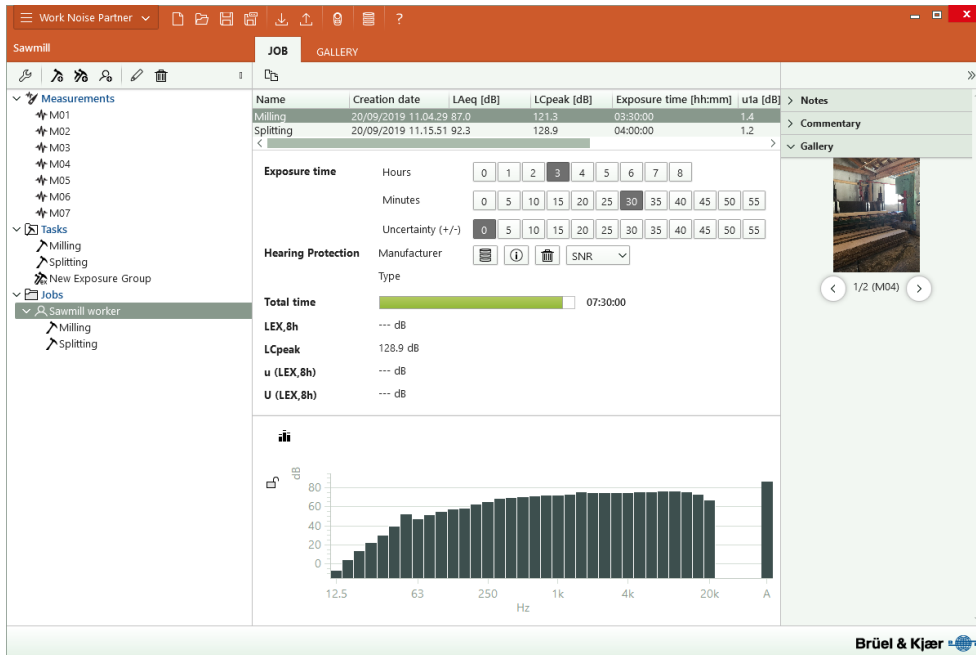 Work Noise Partner
?
Sawmill
JOB GALLERY
Measurements
M01
M02
M03
M04
M05
M06
M07
Tasks
Milling
Splitting
New Exposure Group
Jobs
Sawmill worker
Milling
Splitting
Name Creation date LAeq [dB] LCpeak [dB] Exposure time [hh:mm] u1a [dB]
Milling 20/09/2019 11.04.29 87.0 121.3 03:30:00 1.4
Splitting 20/09/2019 11.15.51 92.3 128.9 04:00:00 1.2
Exposure time Hours 0 1 2 3 4 5 6 7 8
Minutes 0 5 10 15 20 25 30 35 40 45 50 55
Uncertainty (+/-) 0 5 10 15 20 25 30 35 40 45 50 55
Hearing Protection Manufacturer SNR
Type
Total time 07:30:00
LEX,8h --- dB
LCpeak 128.9 dB
u (LEX,8h) --- dB
U (LEX,8h) --- dB
dB
80
60
40
20
0
12.5 63 250 1k 4k 20k A
Hz
Notes
Commentary
Gallery
1/2 (M04)
Brüel & Kjær